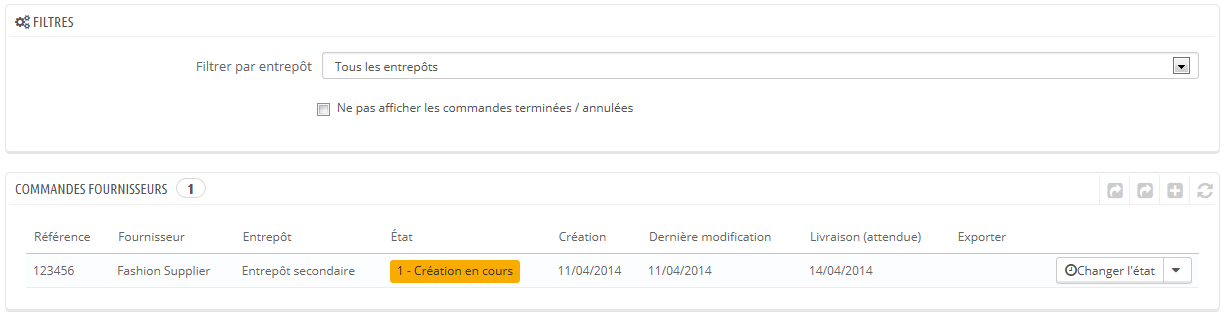 FILTRES
Filtrer par entrepôt Tous les entrepôts
Ne pas afficher les commandes terminées / annulées
COMMANDES FOURNISSEURS 1
Référence Fournisseur Entrepôt État Création Dernière modification Livraison (attendue) Exporter
123456 Fashion Supplier Entrepôt secondaire 1 - Création en cours 11/04/2014 11/04/2014 14/04/2014 Changer l'état